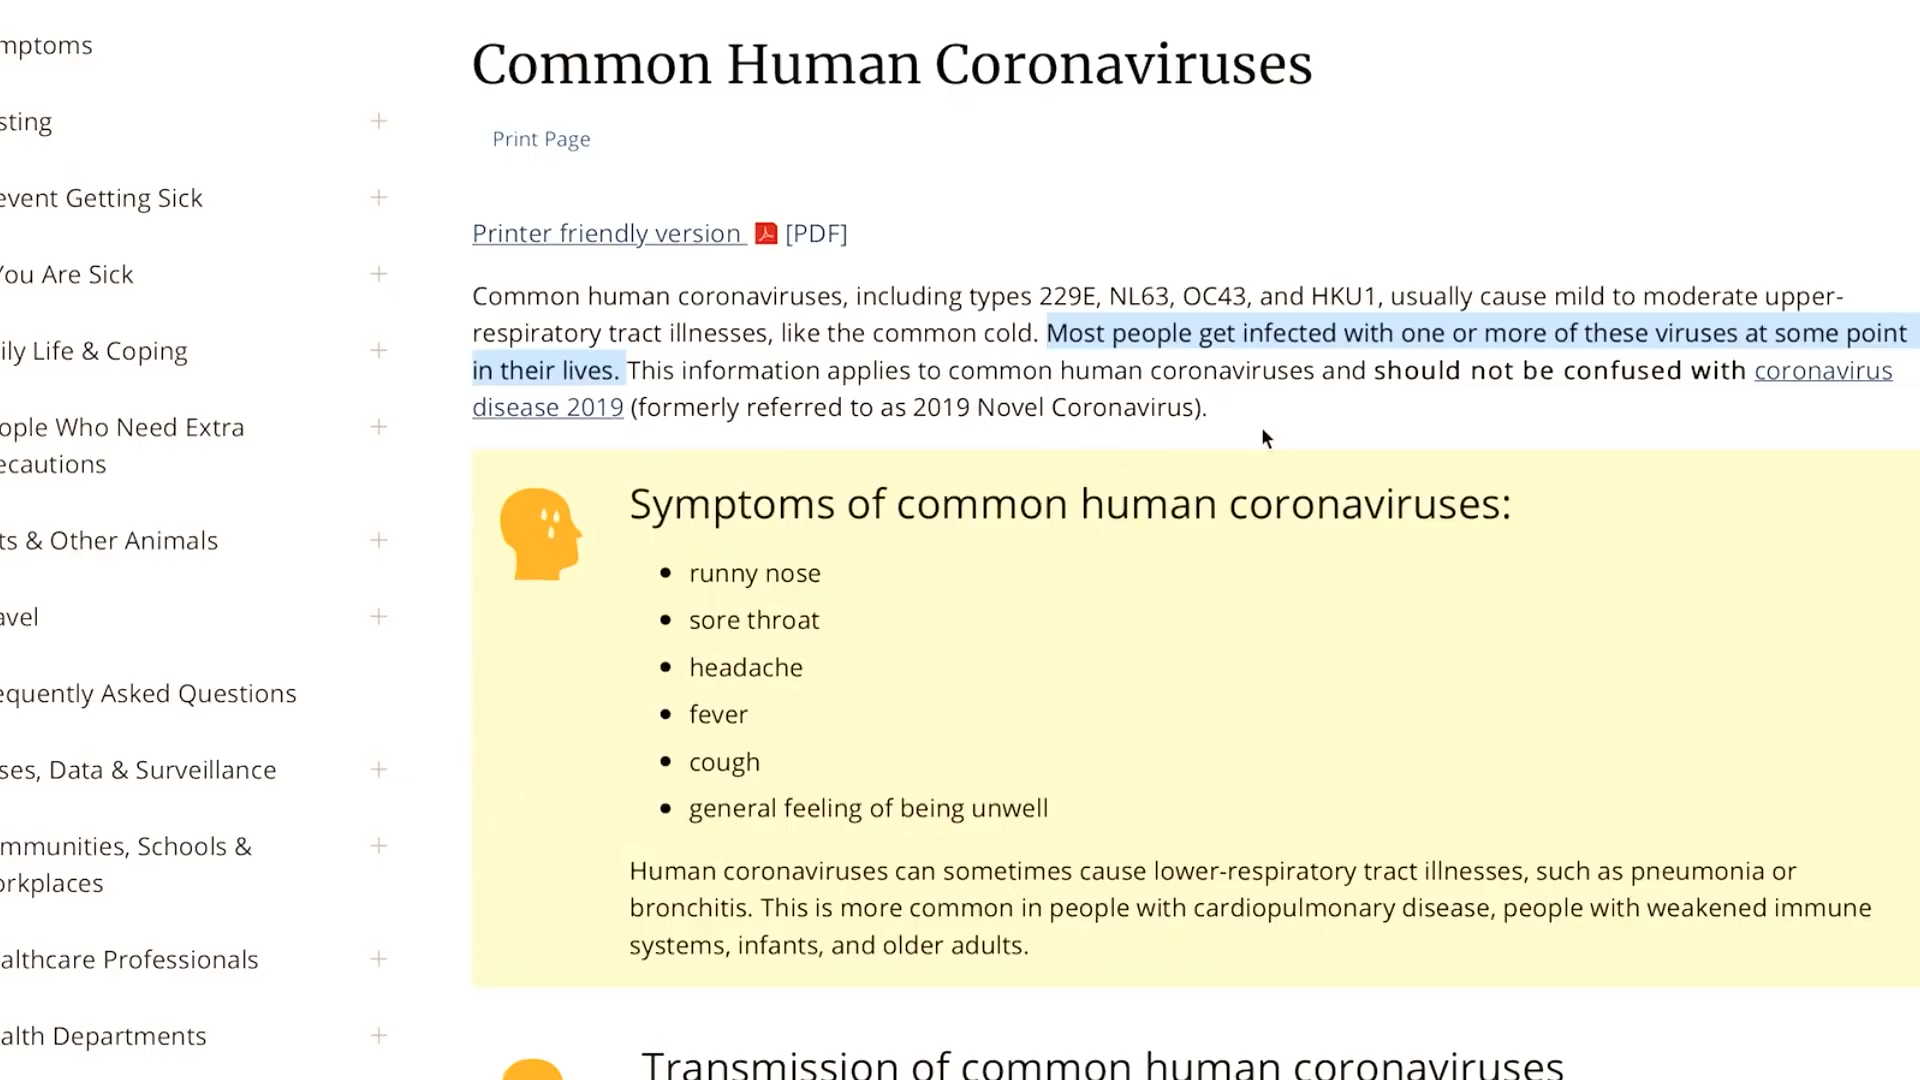 mptoms
sting
event Getting Sick
You Are Sick
ily Life & Coping
ople Who Need Extra
ecautions
ts & Other Animals
avel
equently Asked Questions
ses, Data & Surveillance
mmunities, Schools &
orkplaces
althcare Professionals
alth Departments
Common Human Coronaviruses
Print Page
Printer friendly version [PDF]
Common human coronaviruses, including types 229E, NL63, OC43, and HKU1, usually cause mild to moderate upper-
respiratory tract illnesses, like the common cold. Most people get infected with one or more of these viruses at some point
in their lives. This information applies to common human coronaviruses and should not be confused with coronavirus
disease 2019 (formerly referred to as 2019 Novel Coronavirus).
Symptoms of common human coronaviruses:
• runny nose
• sore throat
• headache
• fever
• cough
• general feeling of being unwell
Human coronaviruses can sometimes cause lower-respiratory tract illnesses, such as pneumonia or
bronchitis. This is more common in people with cardiopulmonary disease, people with weakened immune
systems, infants, and older adults.
Transmission of common human coronaviruses